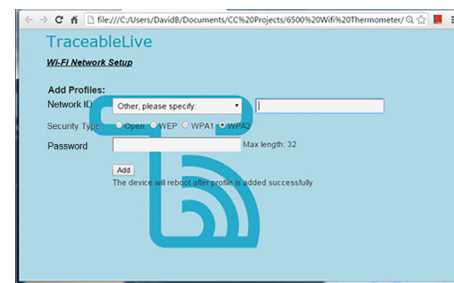 file:///C:/Users/DavidB/Documents/CC%20Projects/6500%20Wifi%20Thermometer/
TraceableLive
Wi-Fi Network Setup
Add Profiles:
Network ID Other, please specify:
Security Type Open WEP WPA1 WPA2
Password Max length: 32
Add
The device will reboot after profile is added successfully